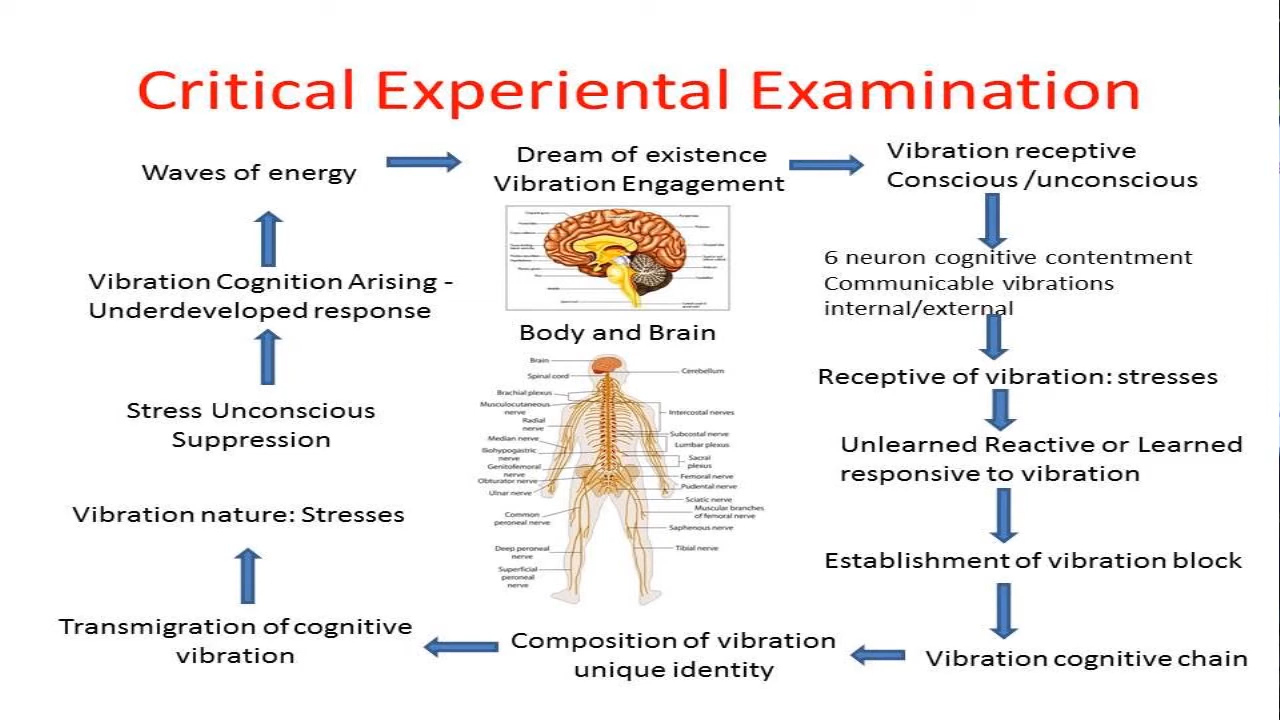 Critical Experiental Examination
Waves of energy
Dream of existence
Vibration Engagement
Vibration receptive
Conscious /unconscious
6 neuron cognitive contentment
Communicable vibrations
internal/external
Receptive of vibration: stresses
Unlearned Reactive or Learned
responsive to vibration
Establishment of vibration block
Vibration cognitive chain
Composition of vibration
unique identity
Transmigration of cognitive
vibration
Vibration nature: Stresses
Stress Unconscious
Suppression
Vibration Cognition Arising -
Underdeveloped response
Body and Brain
Brain
Cerebellum
Spinal cord
Brachial plexus
Musculocutaneous
nerve
Intercostal nerves
Radial
nerve
Subcostal nerve
Median nerve
Lumbar plexus
Iliohypogastric
nerve
Sacral
plexus
Genitofemoral
nerve
Femoral nerve
Obturator nerve
Pudental nerve
Ulnar nerve
Sciatic nerve
Muscular branches
of femoral nerve
Common
peroneal nerve
Saphenous nerve
Deep peroneal
nerve
Tibial nerve
Superficial
peroneal
nerve